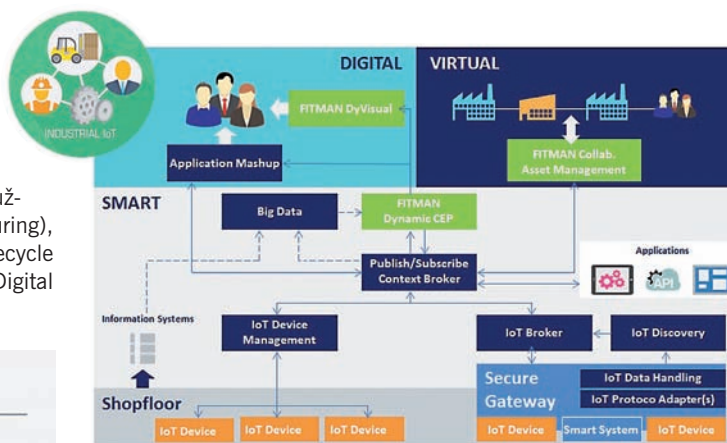 INDUSTRIAL IoT
už-
uring),
ecycle
Digital
DIGITAL
VIRTUAL
FITMAN DyVisual
Application Mashup
FITMAN Collab.
Asset Management
SMART
Big Data
FITMAN
Dynamic CEP
Publish/Subscribe
Context Broker
Applications
API
Information Systems
IoT Device
Management
IoT Broker
IoT Discovery
Secure
Gateway
IoT Data Handling
IoT Protoco Adapter(s)
Shopfloor
IoT Device
IoT Device
IoT Device
IoT Device
Smart System
IoT Device